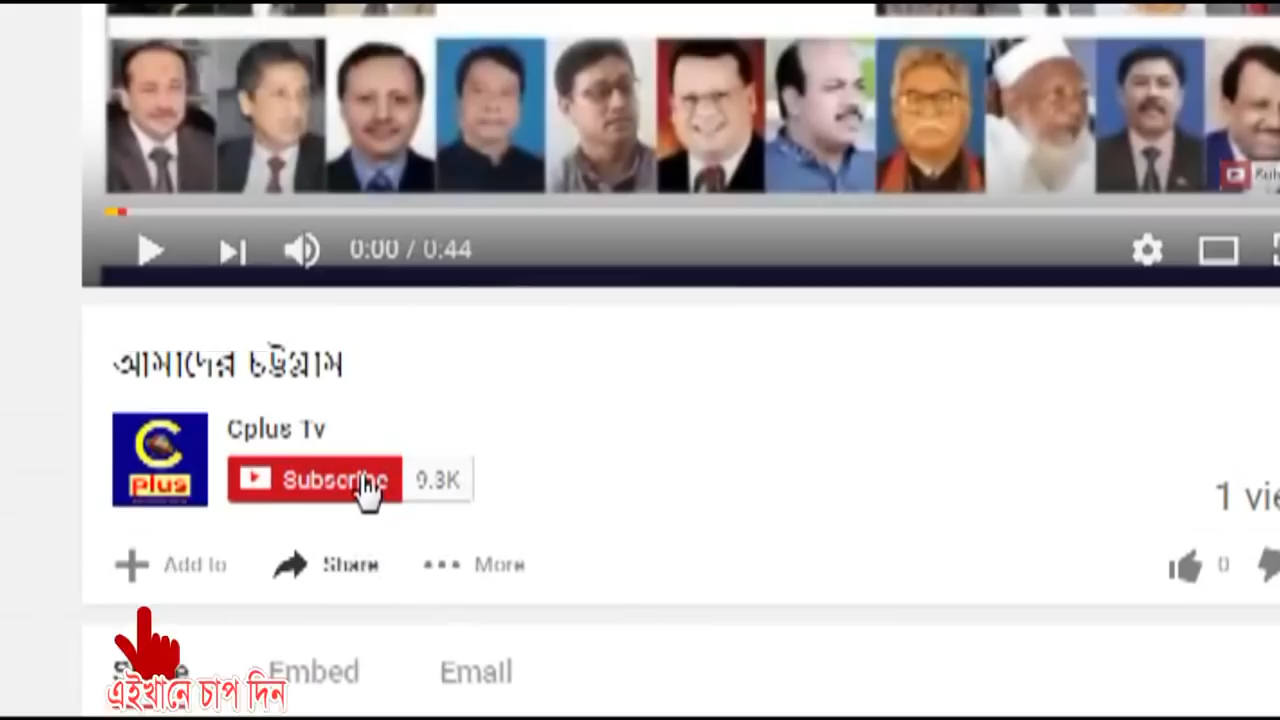 0:00 / 0:44
আমাদের চট্টগ্রাম
C plus
Cplus Tv
Subscribe 9.3K
1 vie
Add to Share More
0
Embed Email
এইখানে চাপ দিন